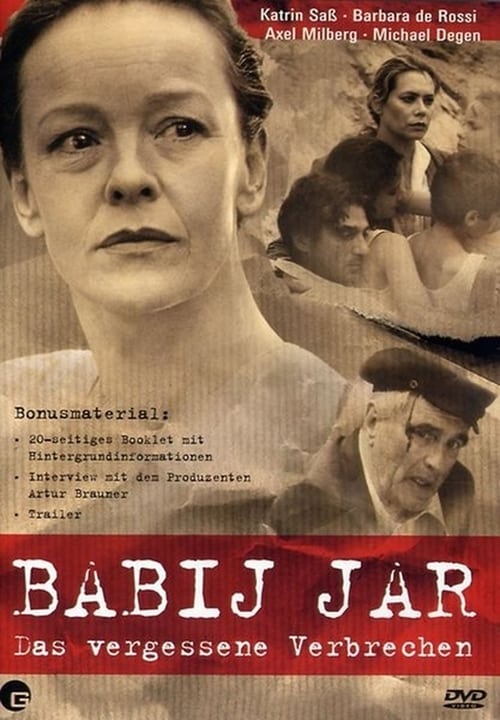 Katrin Saß · Barbara de Rossi
Axel Milberg · Michael Degen
Bonusmaterial:
· 20-seitiges Booklet mit
Hintergrundinformationen
· Interview mit dem Produzenten
Artur Brauner
· Trailer
BABIJ JAR
Das vergessene Verbrechen
G
DVD
VIDEO